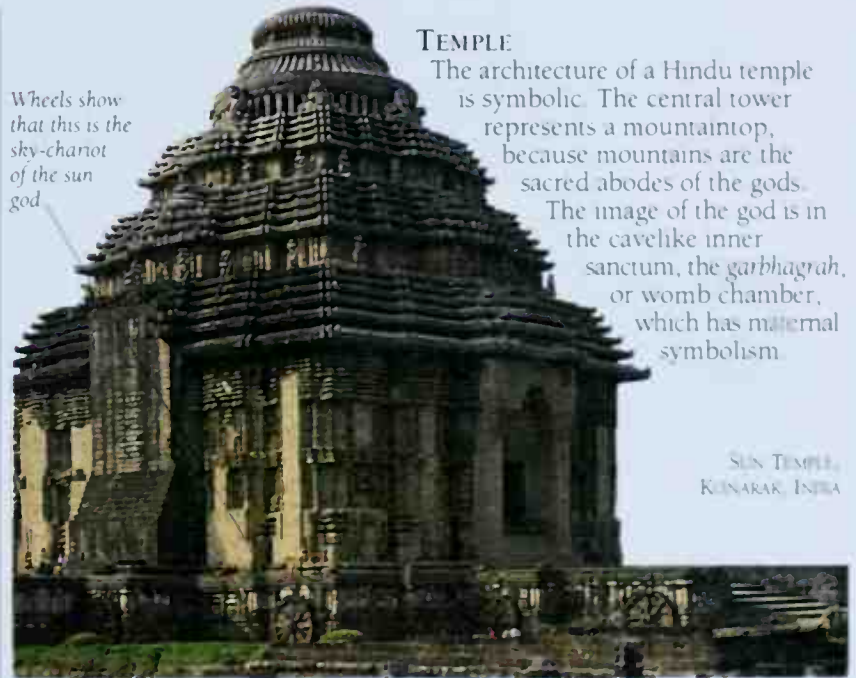 TEMPLE
The architecture of a Hindu temple
is symbolic. The central tower
represents a mountaintop,
because mountains are the
sacred abodes of the gods.
The image of the god is in
the cavelike inner
sanctum, the garbhagrah,
or womb chamber,
which has maternal
symbolism
Wheels show
that this is the
sky-chariot
of the sun
god
SUN TEMPLE,
KONARAK, INDIA